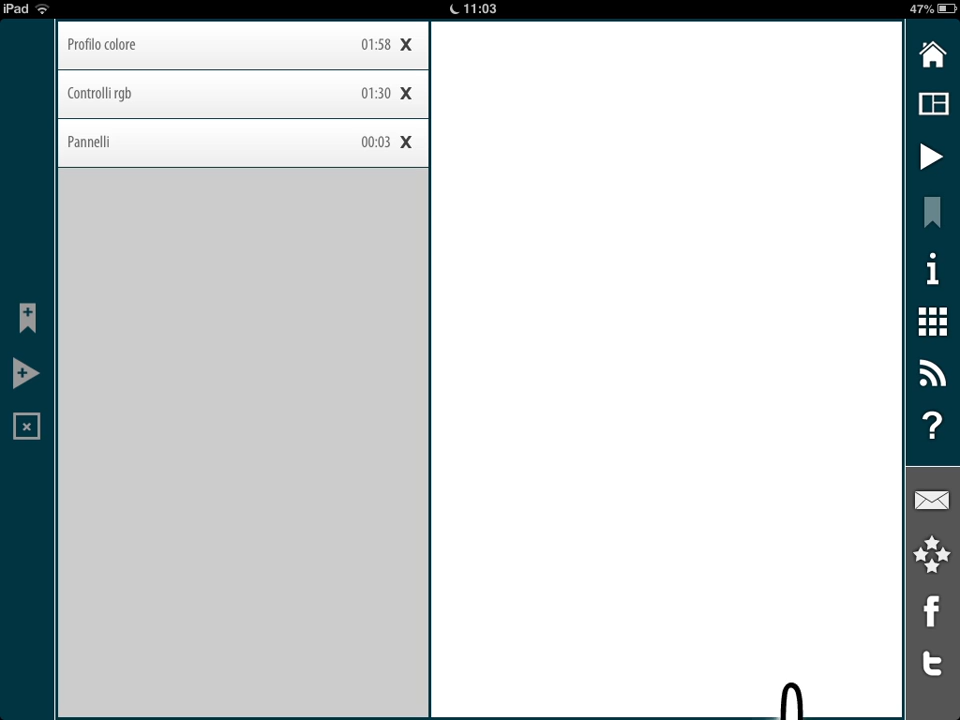 iPad 11:03 47%
Profilo colore 01:58 X
Controlli rgb 01:30 X
Pannelli 00:03 X